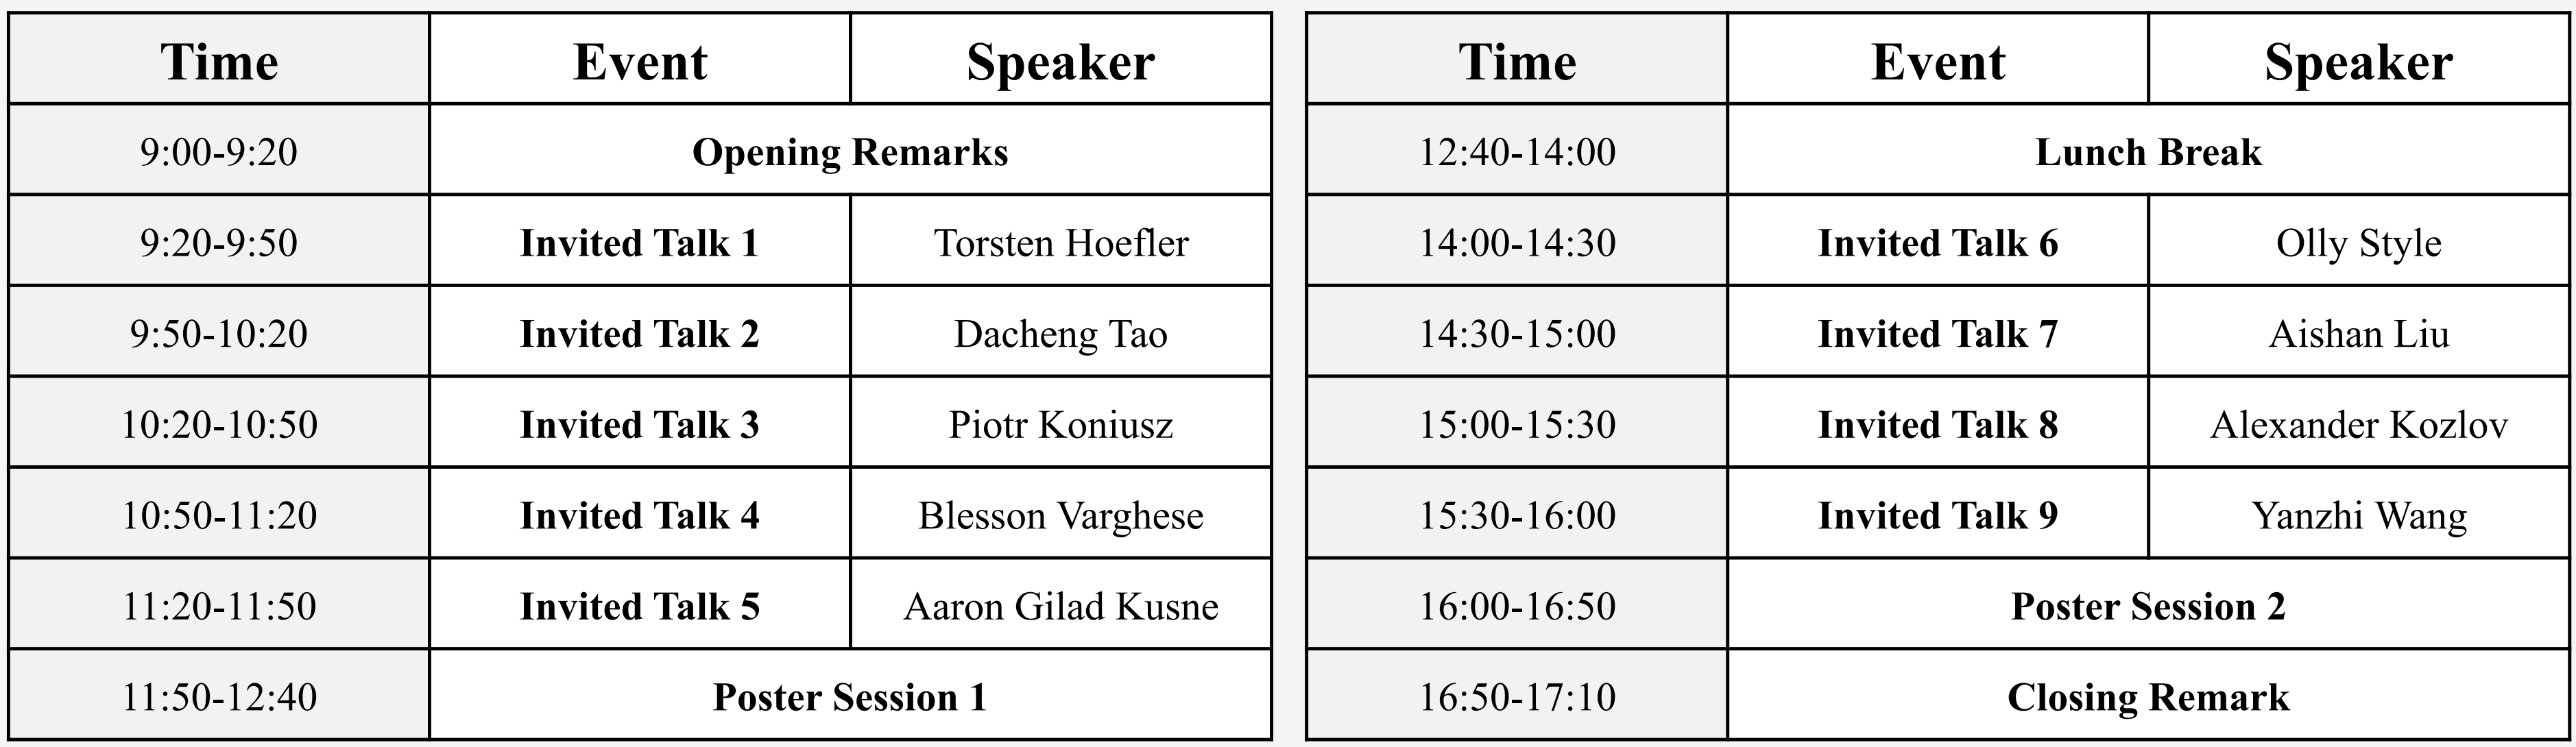 Time Event Speaker
9:00-9:20 Opening Remarks
9:20-9:50 Invited Talk 1 Torsten Hoefler
9:50-10:20 Invited Talk 2 Dacheng Tao
10:20-10:50 Invited Talk 3 Piotr Koniusz
10:50-11:20 Invited Talk 4 Blesson Varghese
11:20-11:50 Invited Talk 5 Aaron Gilad Kusne
11:50-12:40 Poster Session 1
Time Event Speaker
12:40-14:00 Lunch Break
14:00-14:30 Invited Talk 6 Olly Style
14:30-15:00 Invited Talk 7 Aishan Liu
15:00-15:30 Invited Talk 8 Alexander Kozlov
15:30-16:00 Invited Talk 9 Yanzhi Wang
16:00-16:50 Poster Session 2
16:50-17:10 Closing Remark